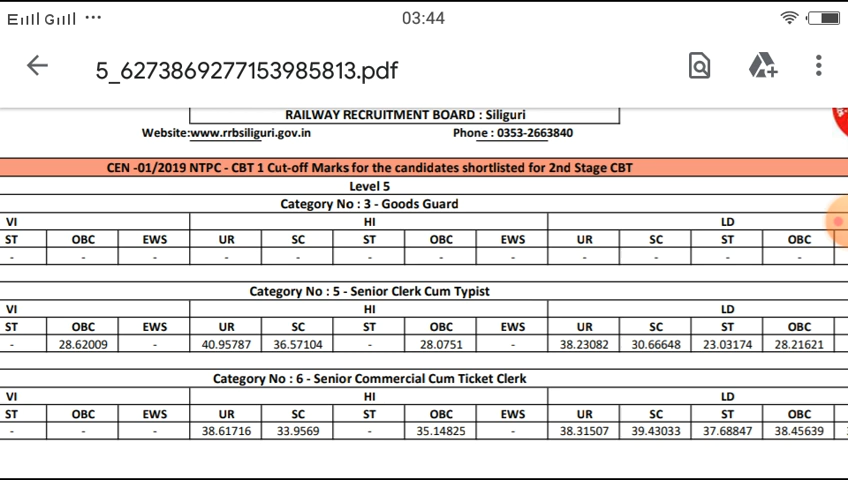 03:44
5_6273869277153985813.pdf
RAILWAY RECRUITMENT BOARD : Siliguri
Website:www.rrbsiliguri.gov.in Phone : 0353-2663840
CEN -01/2019 NTPC - CBT 1 Cut-off Marks for the candidates shortlisted for 2nd Stage CBT
Level 5
Category No : 3 - Goods Guard
VI HI LD
ST OBC EWS UR SC ST OBC EWS UR SC ST OBC
- - - - - - - - - - - -
Category No : 5 - Senior Clerk Cum Typist
VI HI LD
ST OBC EWS UR SC ST OBC EWS UR SC ST OBC
- 28.62009 - 40.95787 36.57104 - 28.0751 - 38.23082 30.66648 23.03174 28.21621
Category No : 6 - Senior Commercial Cum Ticket Clerk
VI HI LD
ST OBC EWS UR SC ST OBC EWS UR SC ST OBC
- - - 38.61716 33.9569 - 35.14825 - 38.31507 39.43033 37.68847 38.45639